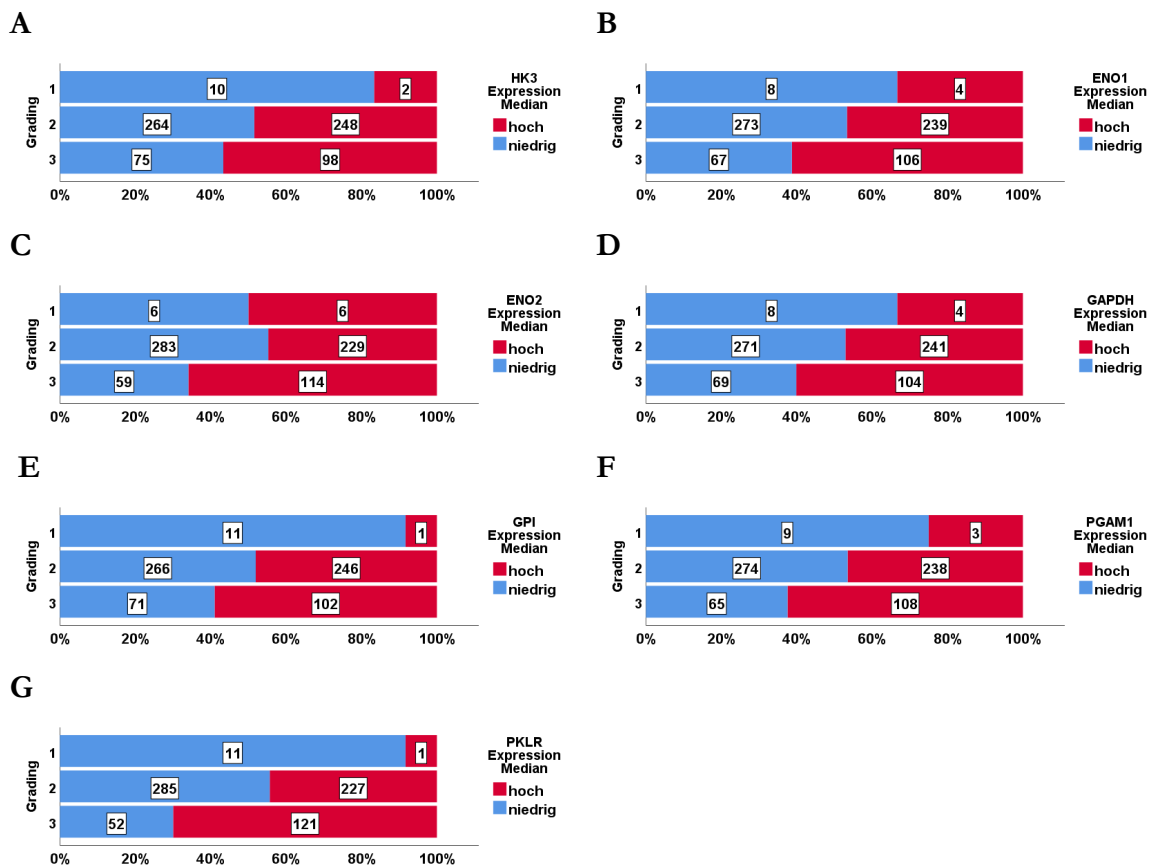 A
HK3
Expression
Median
hoch
niedrig
Grading
1
10
2
2
264
248
3
75
98
0% 20% 40% 60% 80% 100%
B
ENO1
Expression
Median
hoch
niedrig
Grading
1
8
4
2
273
239
3
67
106
0% 20% 40% 60% 80% 100%
C
ENO2
Expression
Median
hoch
niedrig
Grading
1
6
6
2
283
229
3
59
114
0% 20% 40% 60% 80% 100%
D
GAPDH
Expression
Median
hoch
niedrig
Grading
1
8
4
2
271
241
3
69
104
0% 20% 40% 60% 80% 100%
E
GPI
Expression
Median
hoch
niedrig
Grading
1
11
1
2
266
246
3
71
102
0% 20% 40% 60% 80% 100%
F
PGAM1
Expression
Median
hoch
niedrig
Grading
1
9
3
2
274
238
3
65
108
0% 20% 40% 60% 80% 100%
G
PKLR
Expression
Median
hoch
niedrig
Grading
1
11
1
2
285
227
3
52
121
0% 20% 40% 60% 80% 100%